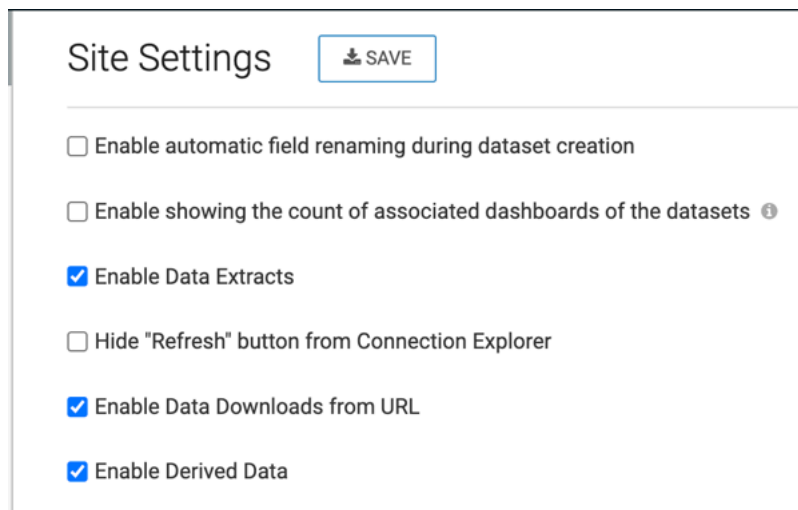 Site Settings
SAVE
Enable automatic field renaming during dataset creation
Enable showing the count of associated dashboards of the datasets
Enable Data Extracts
Hide "Refresh" button from Connection Explorer
Enable Data Downloads from URL
Enable Derived Data